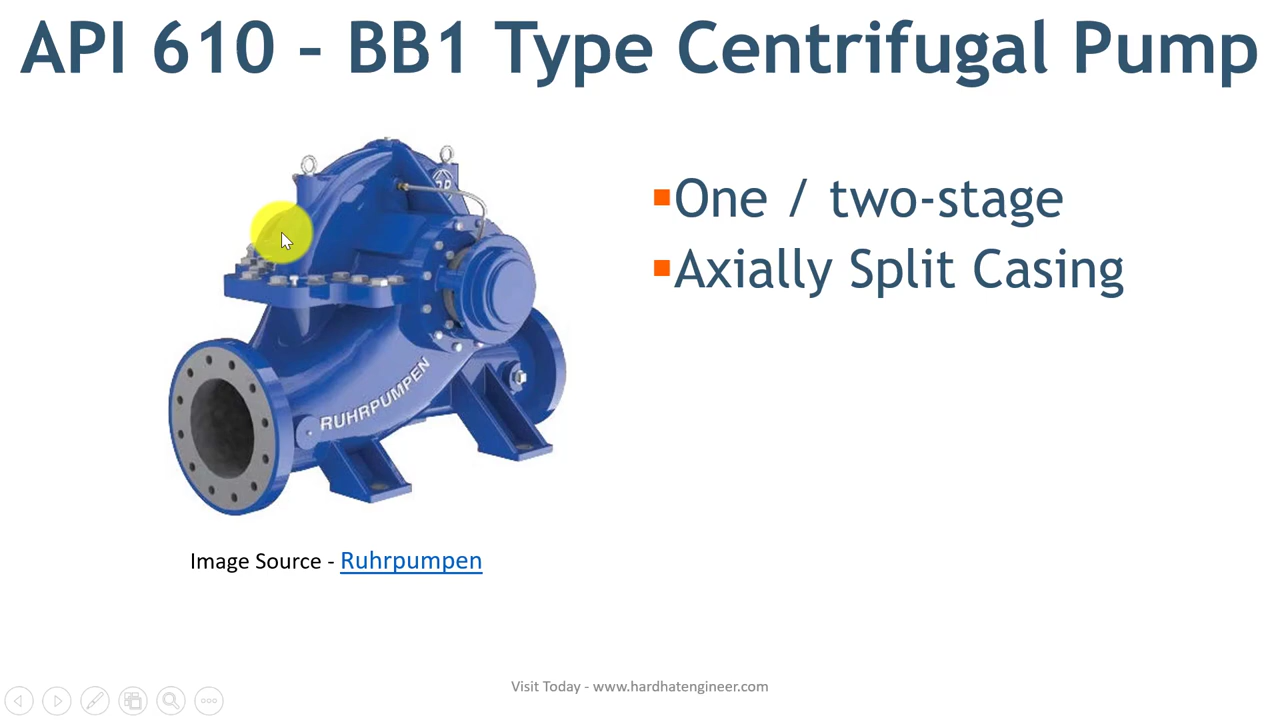 API 610 – BB1 Type Centrifugal Pump
One / two-stage
Axially Split Casing
RUHRPUMPEN
Image Source - Ruhrpumpen
Visit Today - www.hardhatengineer.com